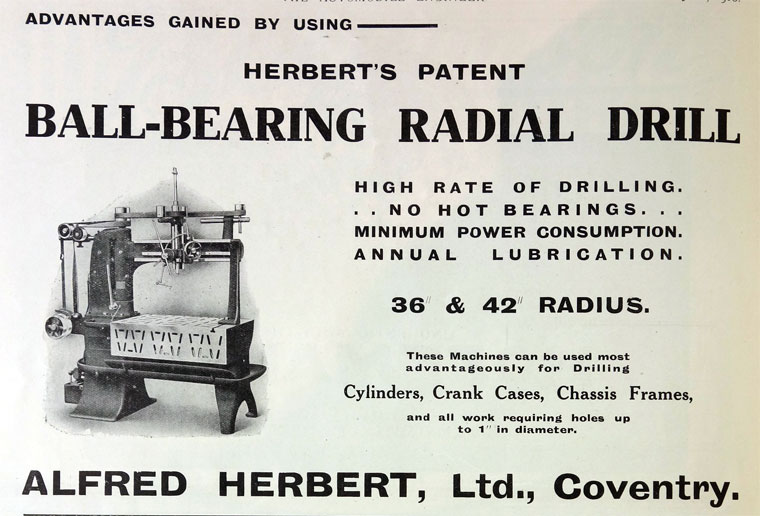 ADVANTAGES GAINED BY USING
HERBERT'S PATENT
BALL-BEARING RADIAL DRILL
HIGH RATE OF DRILLING.
. . NO HOT BEARINGS. . .
MINIMUM POWER CONSUMPTION.
ANNUAL LUBRICATION.
36" & 42" RADIUS.
These Machines can be used most
advantageously for Drilling
Cylinders, Crank Cases, Chassis Frames,
and all work requiring holes up
to 1" in diameter.
ALFRED HERBERT, Ltd., Coventry.